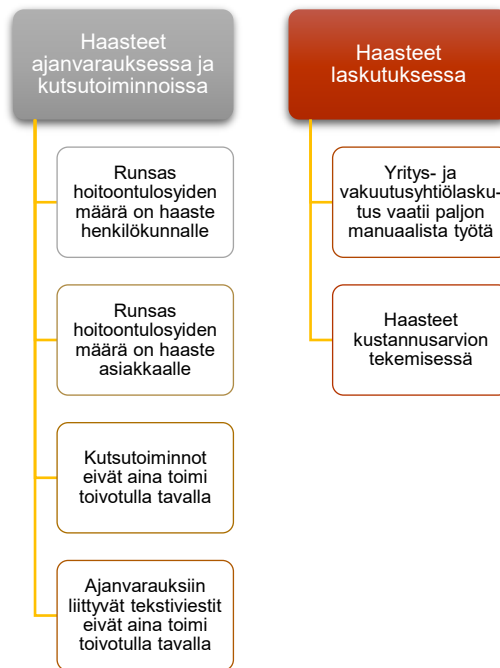 Haasteet
ajanvarauksessa ja
kutsutoiminnoissa
Runsas
hoitoontulosyiden
määrä on haaste
henkilökunnalle
Runsas
hoitoontulosyiden
määrä on haaste
asiakkaalle
Kutsutoiminnot
eivät aina toimi
toivotulla tavalla
Ajanvarauksiin
liittyvät tekstiviestit
eivät aina toimi
toivotulla tavalla
Haasteet
laskutuksessa
Yritys- ja
vakuutusyhtiölasku-
tus vaatii paljon
manuaalista työtä
Haasteet
kustannusarvion
tekemisessä